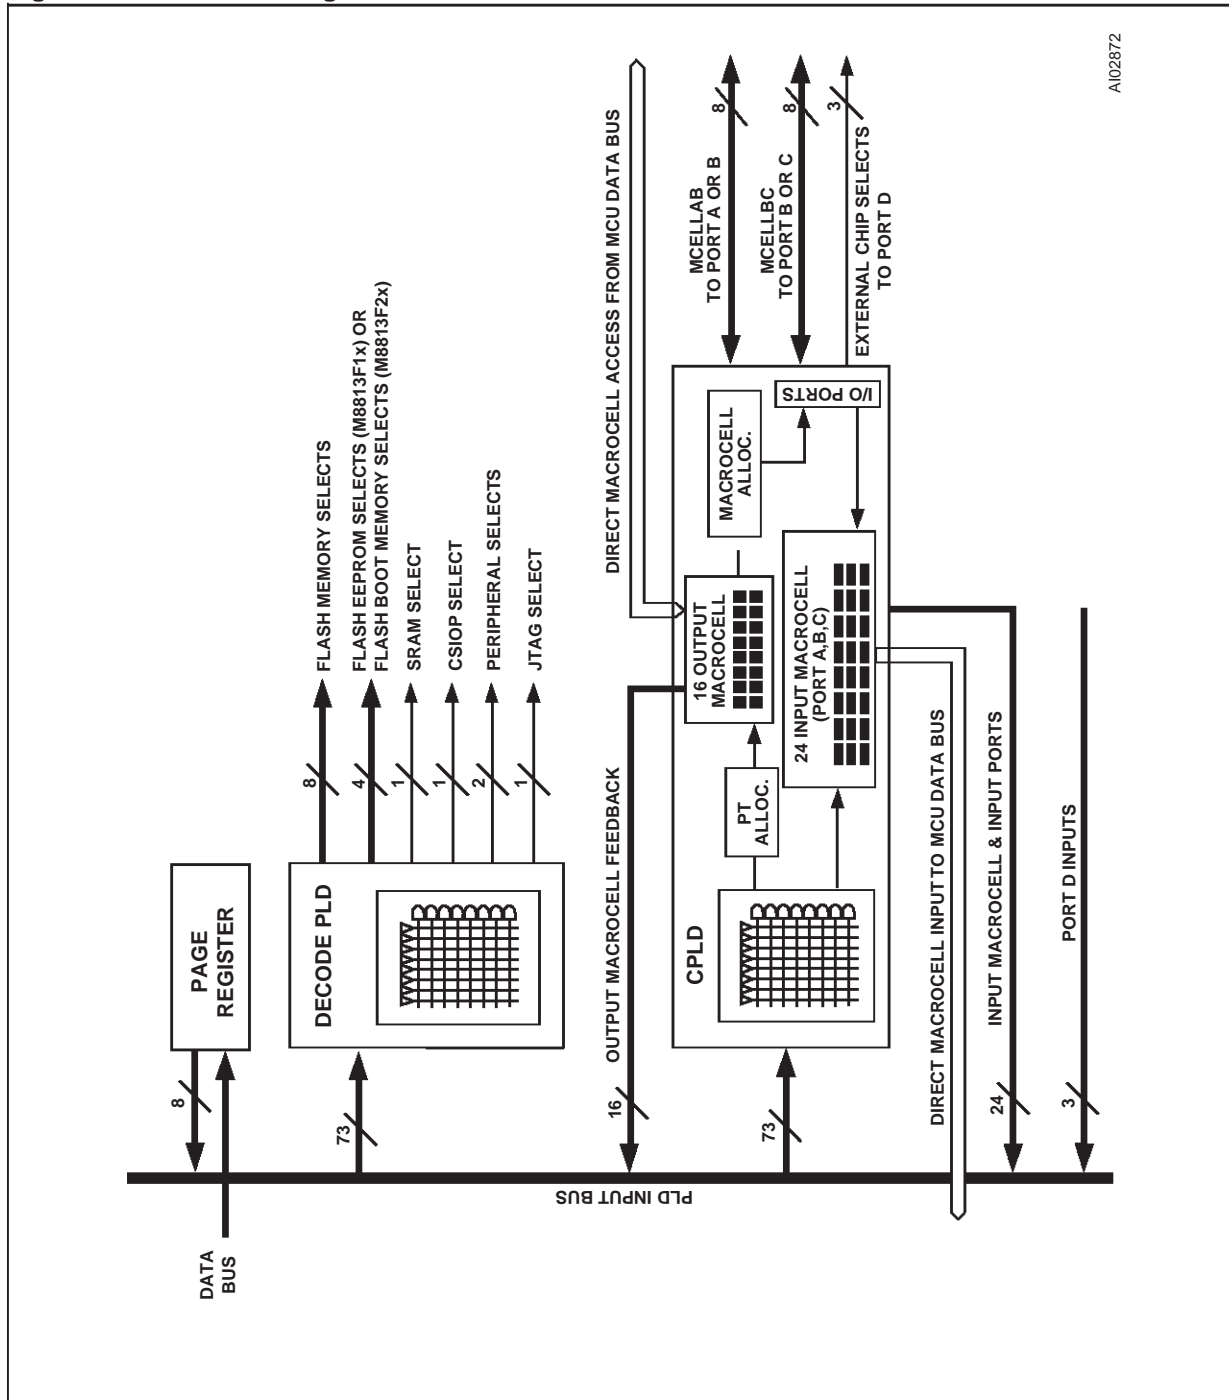 DATA
BUS
8
PAGE
REGISTER
73
DECODE PLD
8
FLASH MEMORY SELECTS
4
FLASH EEPROM SELECTS (M8813F1x) OR
FLASH BOOT MEMORY SELECTS (M8813F2x)
1
SRAM SELECT
1
CSIOP SELECT
2
PERIPHERAL SELECTS
1
JTAG SELECT
PLD INPUT BUS
16
OUTPUT MACROCELL FEEDBACK
DIRECT MACROCELL ACCESS FROM MCU DATA BUS
73
CPLD
PT
ALLOC.
16 OUTPUT
MACROCELL
MACROCELL
ALLOC.
I/O PORTS
24 INPUT MACROCELL
(PORT A,B,C)
MCELLAB
TO PORT A OR B
8
MCELLBC
TO PORT B OR C
8
EXTERNAL CHIP SELECTS
TO PORT D
3
DIRECT MACROCELL INPUT TO MCU DATA BUS
24
INPUT MACROCELL & INPUT PORTS
3
PORT D INPUTS
AI02872